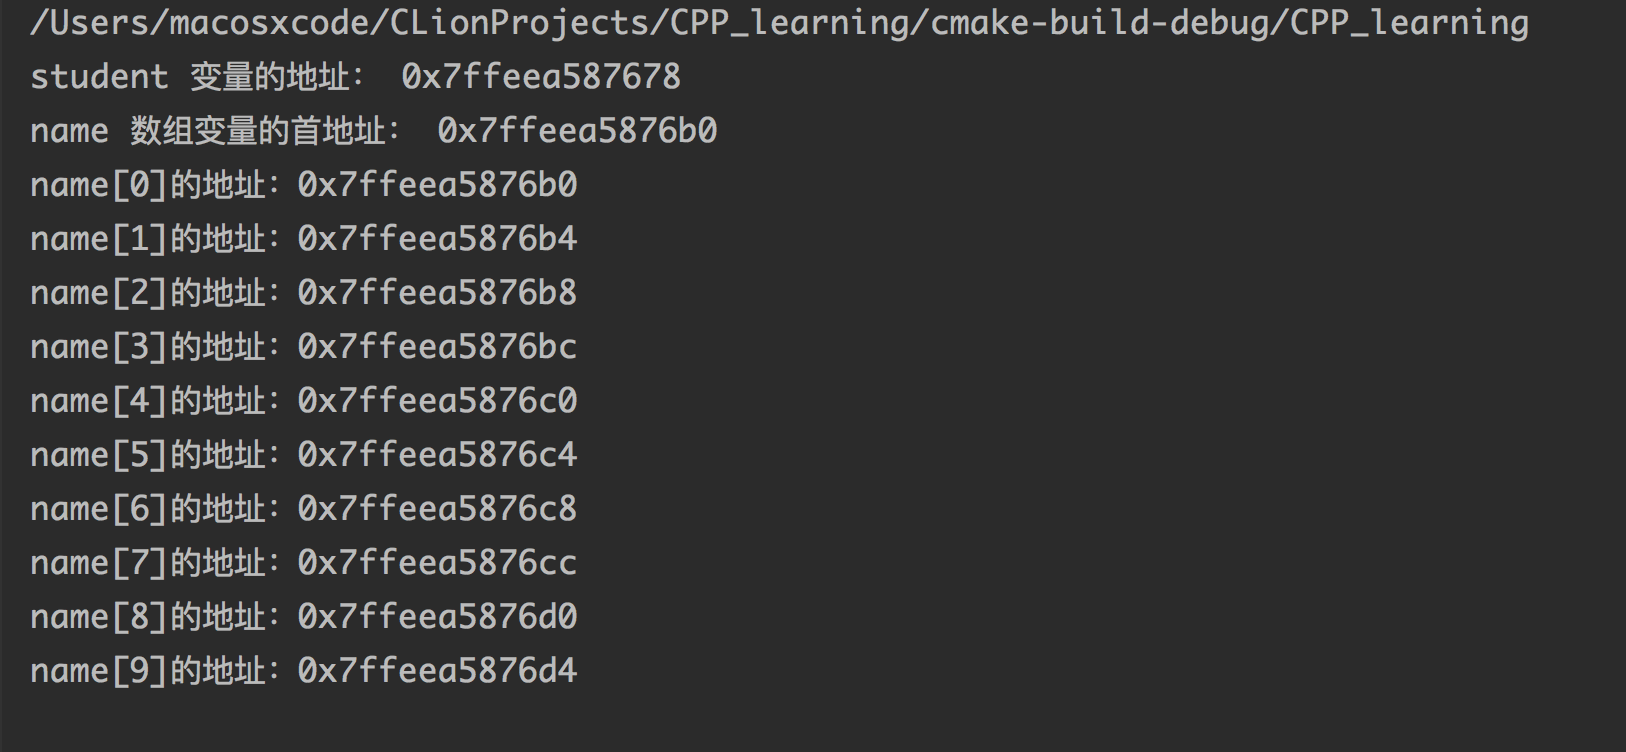 /Users/macosxcode/CLionProjects/CPP_learning/cmake-build-debug/CPP_learning
student 变量的地址： 0x7ffeea587678
name 数组变量的首地址： 0x7ffeea5876b0
name[0]的地址：0x7ffeea5876b0
name[1]的地址：0x7ffeea5876b4
name[2]的地址：0x7ffeea5876b8
name[3]的地址：0x7ffeea5876bc
name[4]的地址：0x7ffeea5876c0
name[5]的地址：0x7ffeea5876c4
name[6]的地址：0x7ffeea5876c8
name[7]的地址：0x7ffeea5876cc
name[8]的地址：0x7ffeea5876d0
name[9]的地址：0x7ffeea5876d4